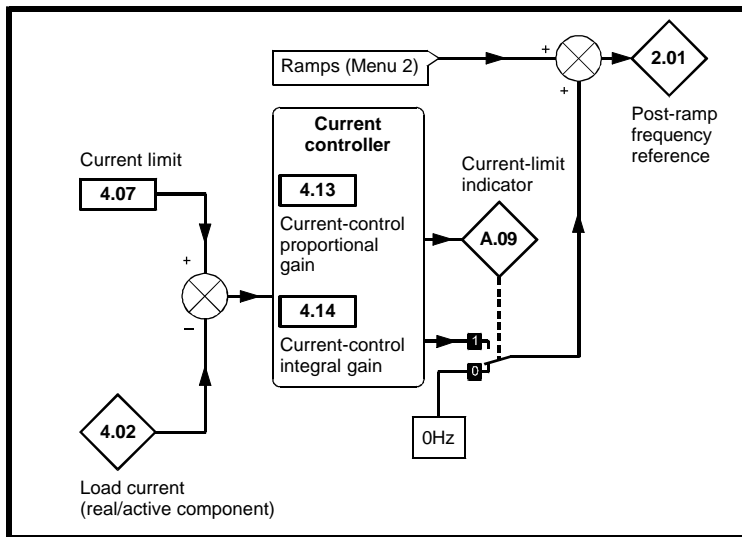 Ramps (Menu 2)
+
+
2.01
Post-ramp
frequency
reference
Current
controller
Current limit
4.07
4.13
Current-control
proportional
gain
Current-limit
indicator
A.09
+
–
4.14
Current-control
integral gain
1
0
0Hz
4.02
Load current
(real/active component)